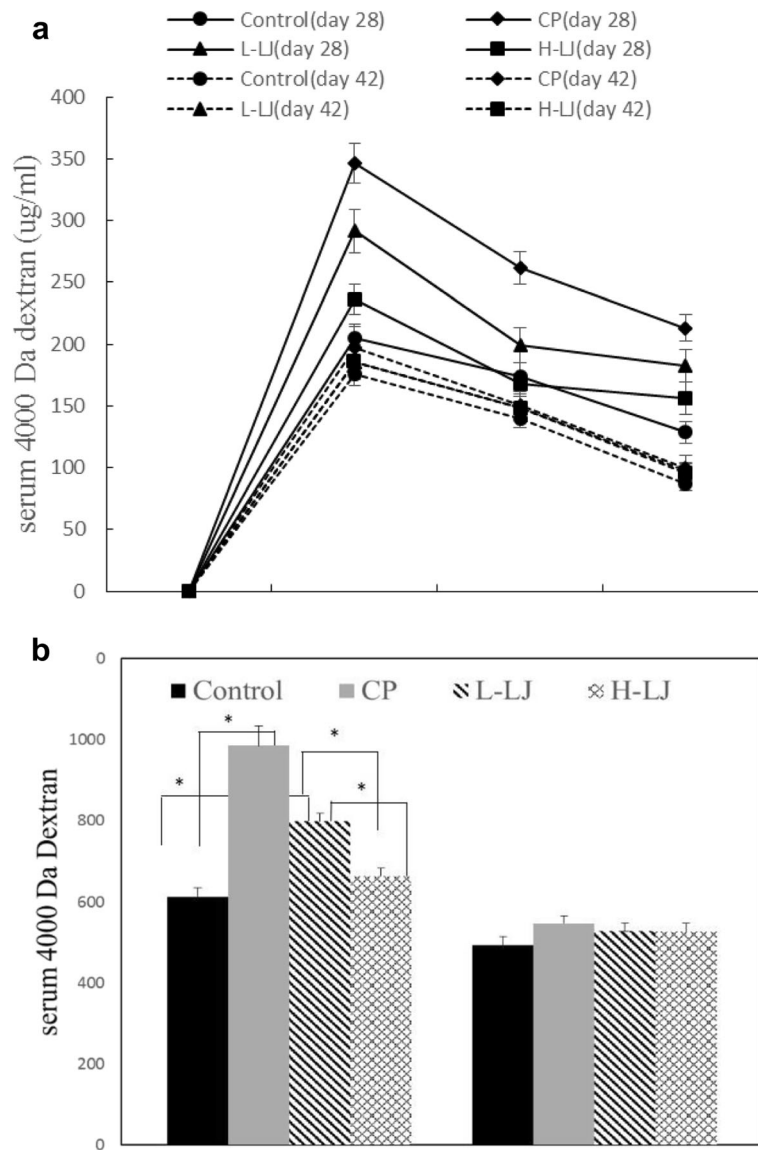 a
Control(day 28) CP(day 28)
L-LJ(day 28) H-LJ(day 28)
Control(day 42) CP(day 42)
L-LJ(day 42) H-LJ(day 42)
400
350
300
250
200
150
100
50
0
serum 4000 Da dextran (ug/ml)
b
0
Control CP L-LJ H-LJ
1000
800
600
400
200
0
serum 4000 Da Dextran
* * * *